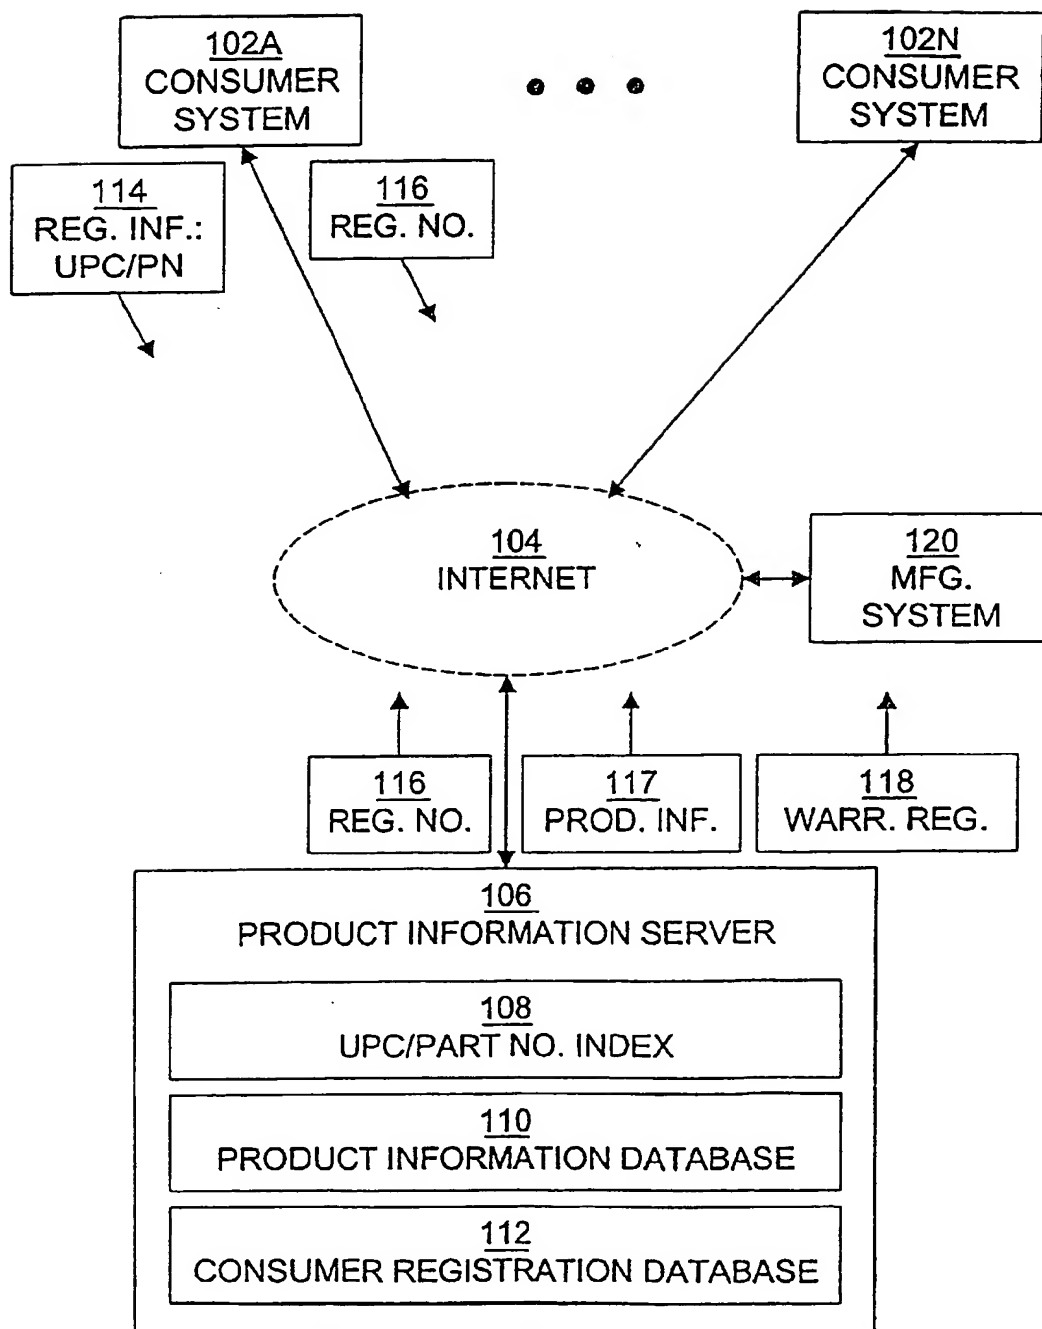 102A
CONSUMER
SYSTEM
102N
CONSUMER
SYSTEM
114
REG. INF.:
UPC/PN
116
REG. NO.
104
INTERNET
120
MFG.
SYSTEM
116
REG. NO.
117
PROD. INF.
118
WARR. REG.
106
PRODUCT INFORMATION SERVER
108
UPC/PART NO. INDEX
110
PRODUCT INFORMATION DATABASE
112
CONSUMER REGISTRATION DATABASE